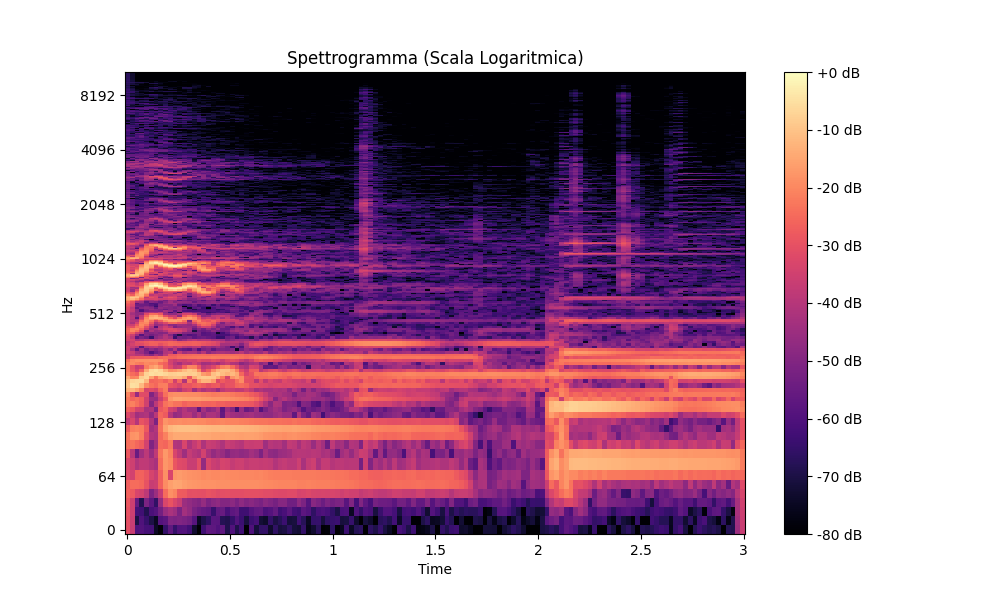 Spettrogramma (Scala Logaritmica)
8192
4096
2048
1024
512
256
128
64
0
Hz
0
0.5
1
1.5
2
2.5
3
Time
+0 dB
-10 dB
-20 dB
-30 dB
-40 dB
-50 dB
-60 dB
-70 dB
-80 dB